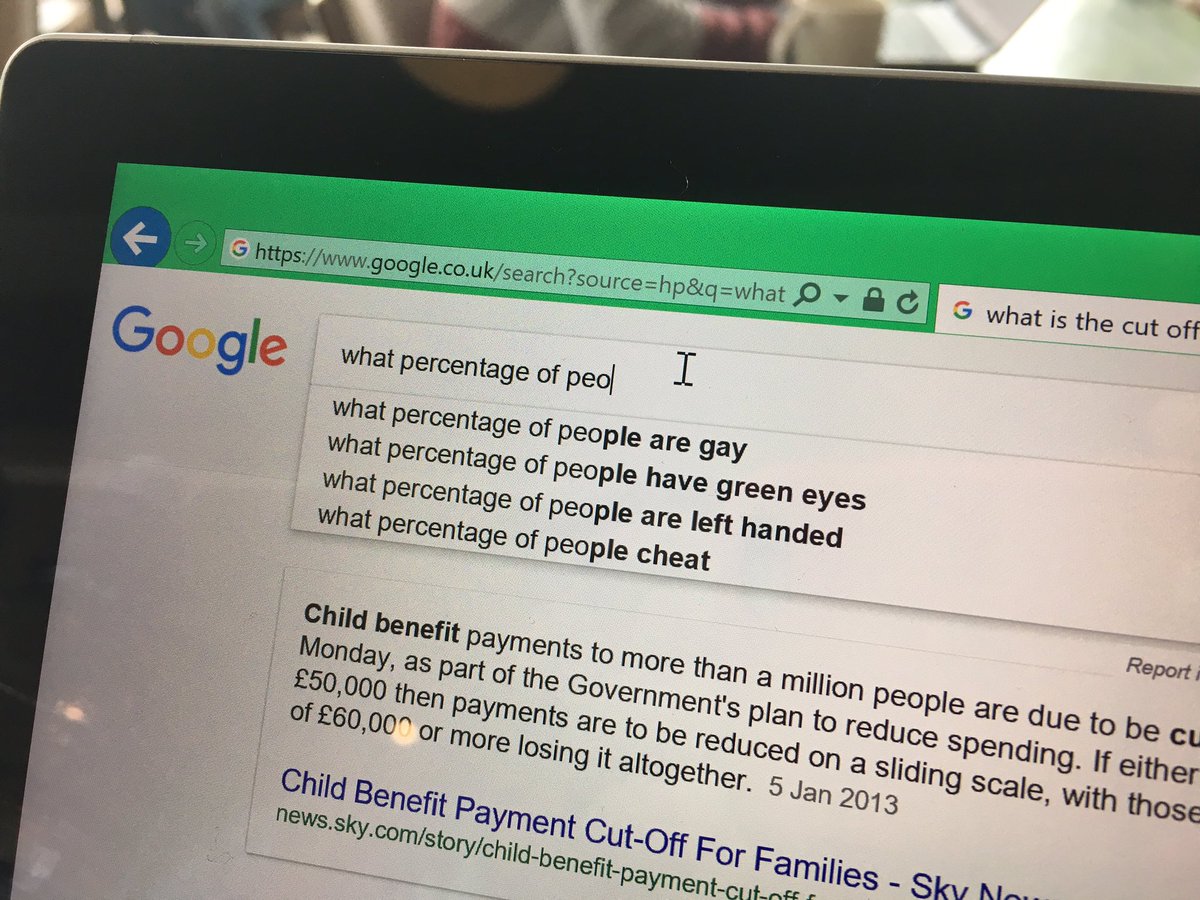 https://www.google.co.uk/search?source=hp&q=what
what is the cut off
Google
what percentage of peo
what percentage of people are gay
what percentage of people have green eyes
what percentage of people are left handed
what percentage of people cheat
Report
Child benefit payments to more than a million people are due to be cu
Monday, as part of the Government's plan to reduce spending. If either
£50,000 then payments are to be reduced on a sliding scale, with those
of £60,000 or more losing it altogether. 5 Jan 2013
Child Benefit Payment Cut-Off For Families - Sky New
news.sky.com/story/child-benefit-payment-cut-off-f